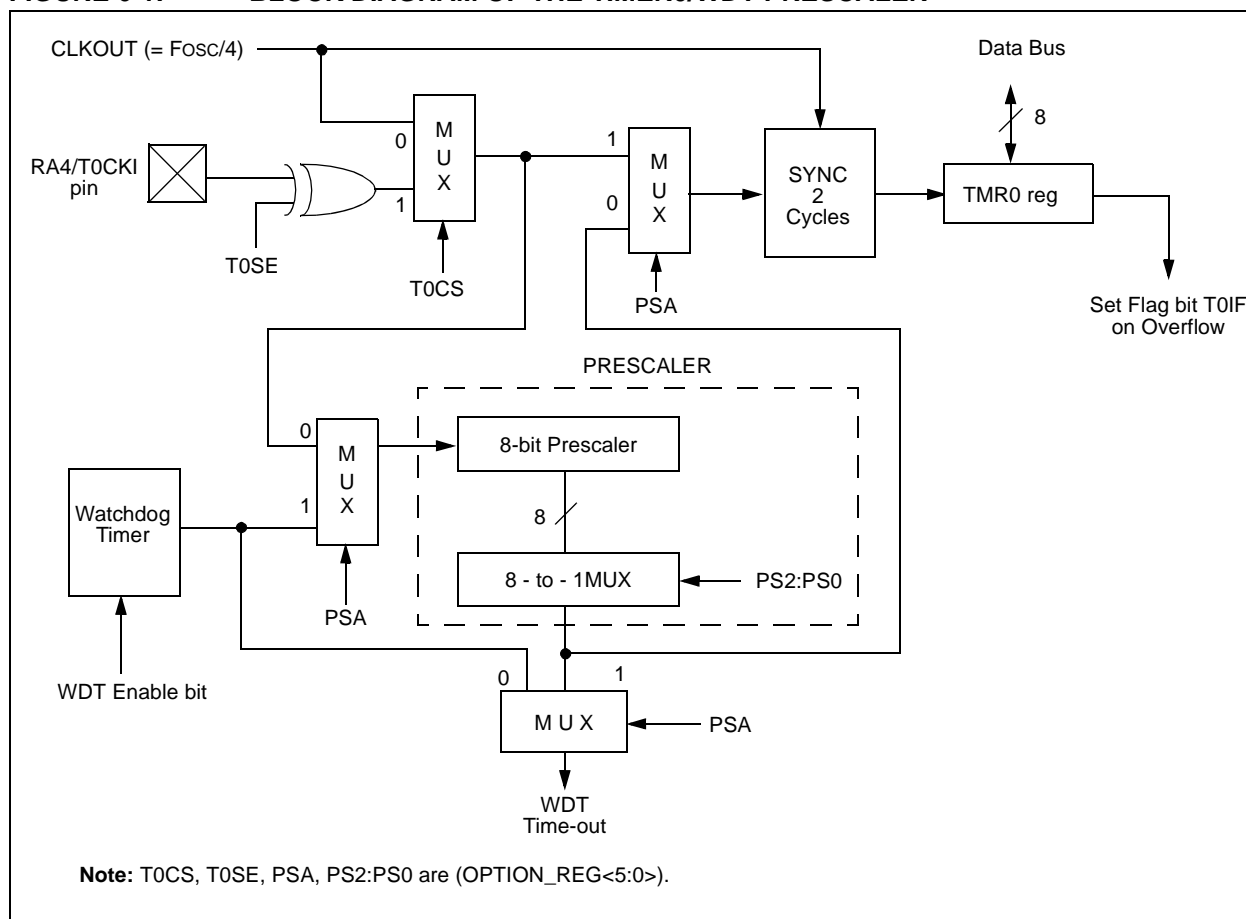 CLKOUT (= FOSC/4)
Data Bus
8
M
U
X
0
1
RA4/T0CKI
pin
T0SE
T0CS
1
0
M
U
X
PSA
SYNC
2
Cycles
TMR0 reg
Set Flag bit T0IF
on Overflow
PRESCALER
0
1
M
U
X
8-bit Prescaler
8
Watchdog
Timer
8 - to - 1MUX
PS2:PS0
PSA
WDT Enable bit
0
1
M U X
PSA
WDT
Time-out
Note: T0CS, T0SE, PSA, PS2:PS0 are (OPTION_REG<5:0>).